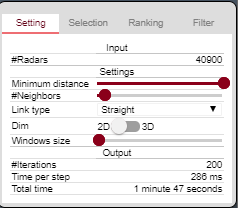 Setting Selection Ranking Filter
Input
#Radars 40900
Settings
Minimum distance
#Neighbors
Link type Straight
Dim 2D 3D
Windows size
Output
#Iterations 200
Time per step 286 ms
Total time 1 minute 47 seconds